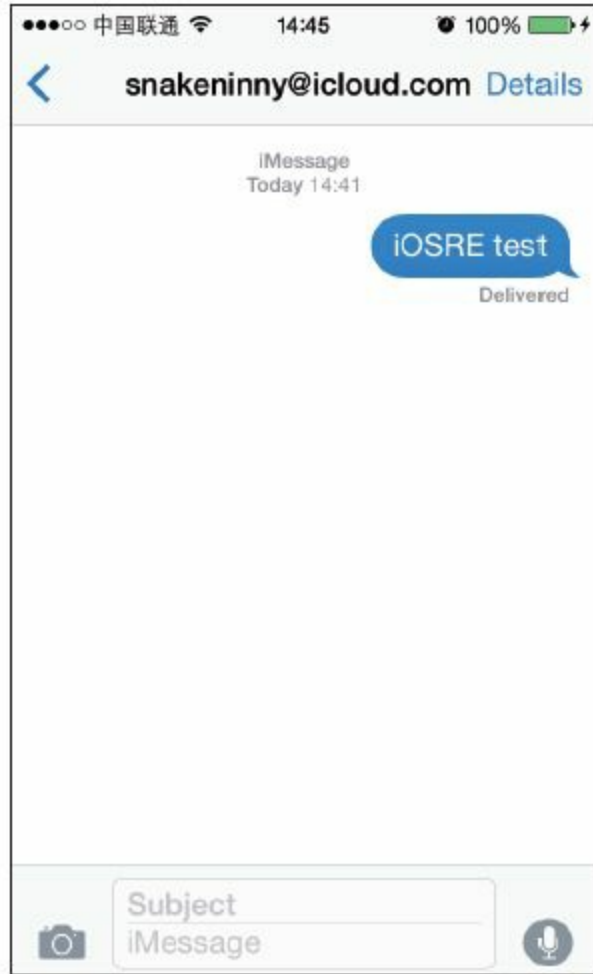 中国联通 14:45 100%
snakeninny@icloud.com Details
iMessage
Today 14:41
iOSRE test
Delivered
Subject
iMessage